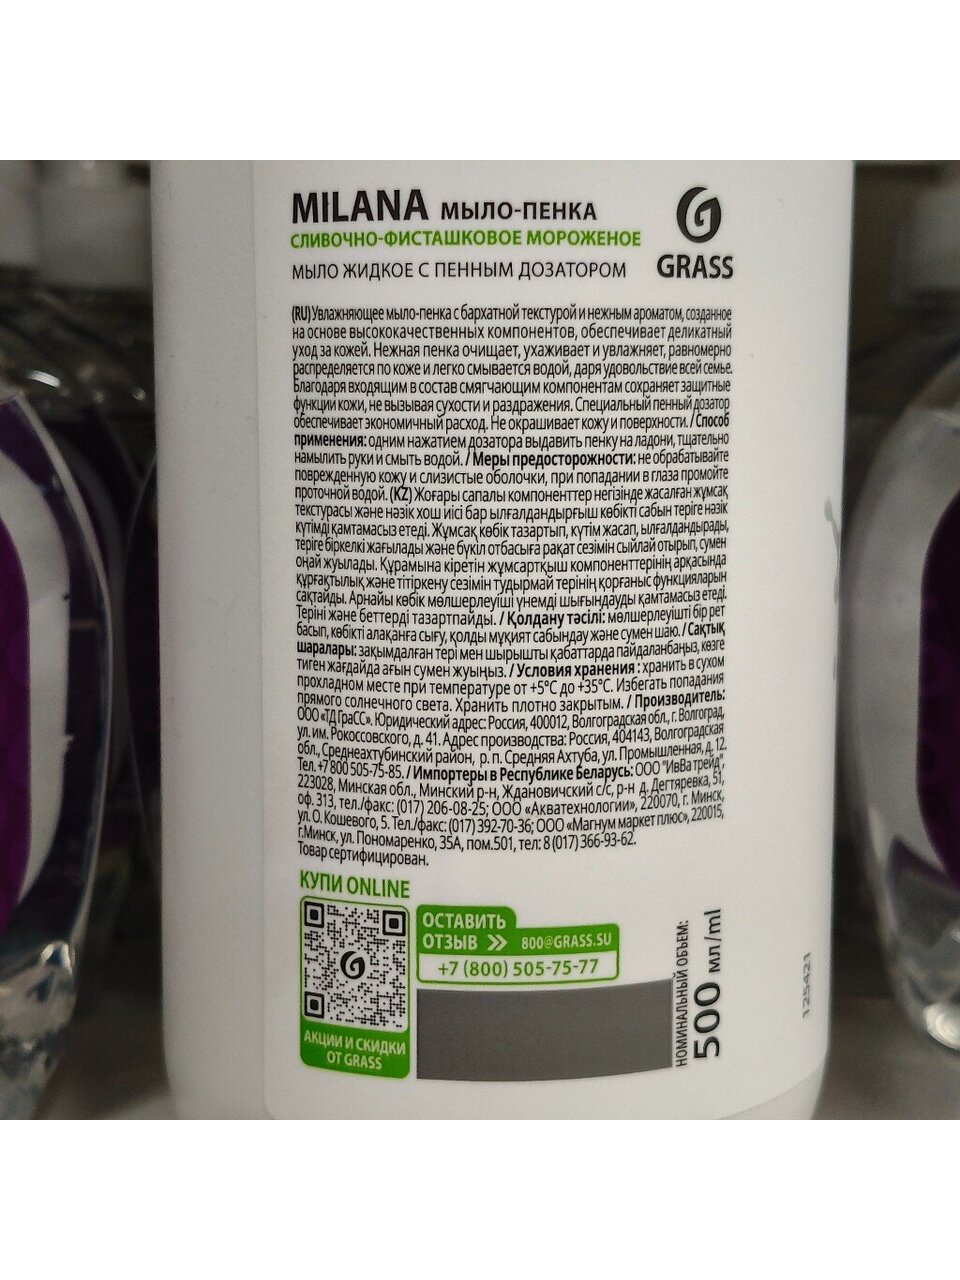 MILANA МЫЛО-ПЕНКА
СЛИВОЧНО-ФИСТАШКОВОЕ МОРОЖЕНОЕ
МЫЛО ЖИДКОЕ С ПЕННЫМ ДОЗАТОРОМ
GRASS
(RU) Увлажняющее мыло-пенка с бархатной текстурой и нежным ароматом, созданное
на основе высококачественных компонентов, обеспечивает деликатный
уход за кожей. Нежная пенка очищает, ухаживает и увлажняет, равномерно
распределяется по коже и легко смывается водой, даря удовольствие всей семье.
Благодаря входящим в состав смягчающим компонентам сохраняет защитные
функции кожи, не вызывая сухости и раздражения. Специальный пенный дозатор
обеспечивает экономичный расход. Не окрашивает кожу и поверхности. / Способ
применения: одним нажатием дозатора выдавить пенку на ладони, тщательно
намылить руки и смыть водой. / Меры предосторожности: не обрабатывайте
поврежденную кожу и слизистые оболочки, при попадании в глаза промойте
проточной водой. (KZ) Жоғары сапалы компоненттер негізінде жасалған жұмсақ
текстурасы және нәзік хош иісі бар ылғалдандырғыш көбікті сабын теріге нәзік
күтімді қамтамасыз етеді. Жұмсақ көбік тазартып, күтім жасап, ылғалдандырады,
теріге біркелкі жағылады және бүкіл отбасыға рақат сезімін сыйлай отырып, сумен
оңай жуылады. Құрамына кіретін жұмсартқыш компоненттерінің арқасында
құрғақтылық және тітіркену сезімін тудырмай терінің қорғаныс функцияларын
сақтайды. Арнайы көбік мөлшерлеуіші үнемді шығындауды қамтамасыз етеді.
Теріні және беттерді тазартпайды. / Қолдану тәсілі: мөлшерлеуішті бір рет
басып, көбікті алақанға сығу, қолды мұқият сабындау және сумен шаю. / Сақтық
шаралары: зақымдалған тері мен шырышты қабаттарда пайдаланбаңыз, көзге
тиген жағдайда ағын сумен жуыңыз. / Условия хранения : хранить в сухом
прохладном месте при температуре от +5°С до +35°С. Избегать попадания
прямого солнечного света. Хранить плотно закрытым. / Производитель:
ООО «ТД ГраСС». Юридический адрес: Россия, 400012, Волгоградская обл., г. Волгоград,
ул. им. Рокоссовского, д. 41. Адрес производства: Россия, 404143, Волгоградская
обл., Среднеахтубинский район, р. п. Средняя Ахтуба, ул. Промышленная, д. 12.
Тел. +7 800 505-75-85. / Импортеры в Республике Беларусь: ООО "ИвВа трейд",
223028, Минская обл., Минский р-н, Ждановичский с/с, р-н д. Дегтяревка, 51,
оф. 313, тел./факс: (017) 206-08-25; ООО «Акватехнологии», 220070, г. Минск,
ул. О. Кошевого, 5. Тел./факс: (017) 392-70-36; ООО «Магнум маркет плюс», 220015,
г.Минск, ул. Пономаренко, 35А, пом.501, тел: 8 (017) 366-93-62.
Товар сертифицирован.
КУПИ ONLINE
АКЦИИ И СКИДКИ
ОТ GRASS
ОСТАВИТЬ
ОТЗЫВ 800@GRASS.SU
+7 (800) 505-75-77
НОМИНАЛЬНЫЙ ОБЪЕМ:
500 мл/ml
125421